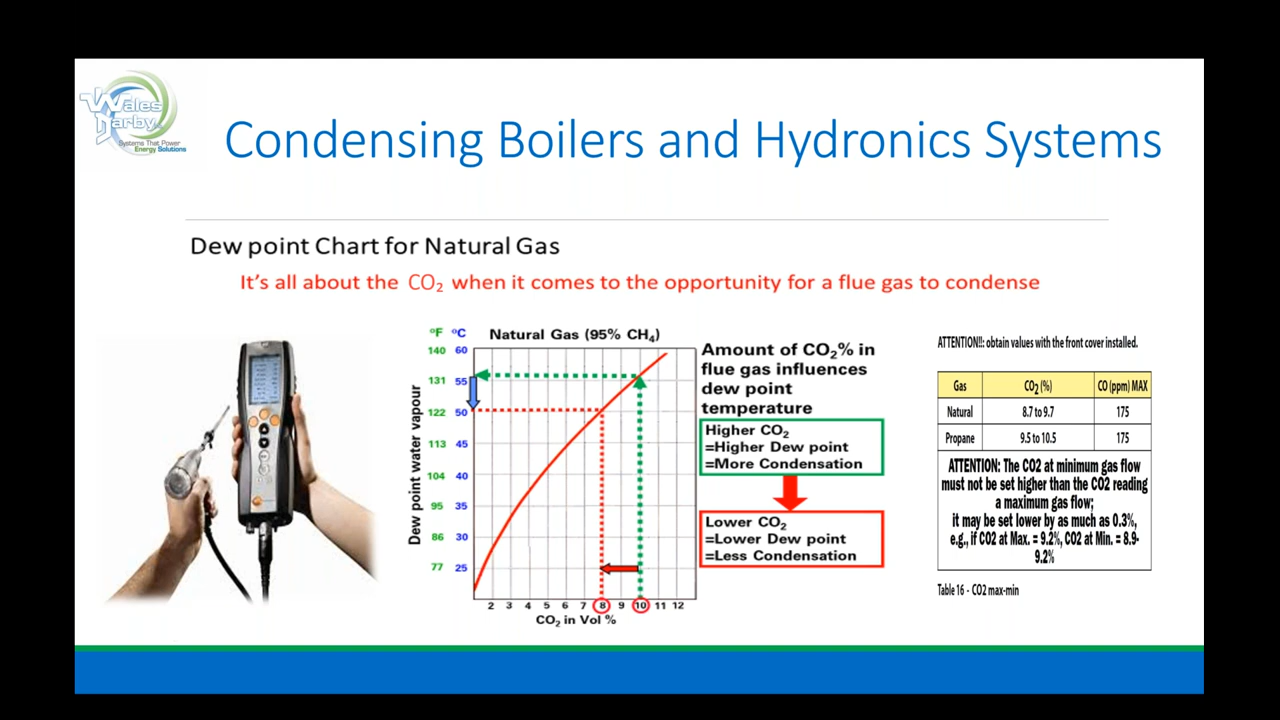 Wales
Darby
Systems That Power
Energy Solutions
Condensing Boilers and Hydronics Systems
Dew point Chart for Natural Gas
It's all about the CO₂ when it comes to the opportunity for a flue gas to condense
ºF ºC Natural Gas (95% CH₄)
140 60
131 55
122 50
113 45
104 40
95 35
86 30
77 25
Dew point water vapour
2 3 4 5 6 7 8 9 10 11 12
CO₂ in Vol %
Amount of CO₂% in
flue gas influences
dew point
temperature
Higher CO₂
=Higher Dew point
=More Condensation
Lower CO₂
=Lower Dew point
=Less Condensation
ATTENTION!!: obtain values with the front cover installed.
Gas CO₂ (%) CO (ppm) MAX
Natural 8.7 to 9.7 175
Propane 9.5 to 10.5 175
ATTENTION: The CO2 at minimum gas flow
must not be set higher than the CO2 reading
a maximum gas flow;
it may be set lower by as much as 0.3%,
e.g., if CO2 at Max. = 9.2%, CO2 at Min. = 8.9-
9.2%
Table 16 - CO2 max-min